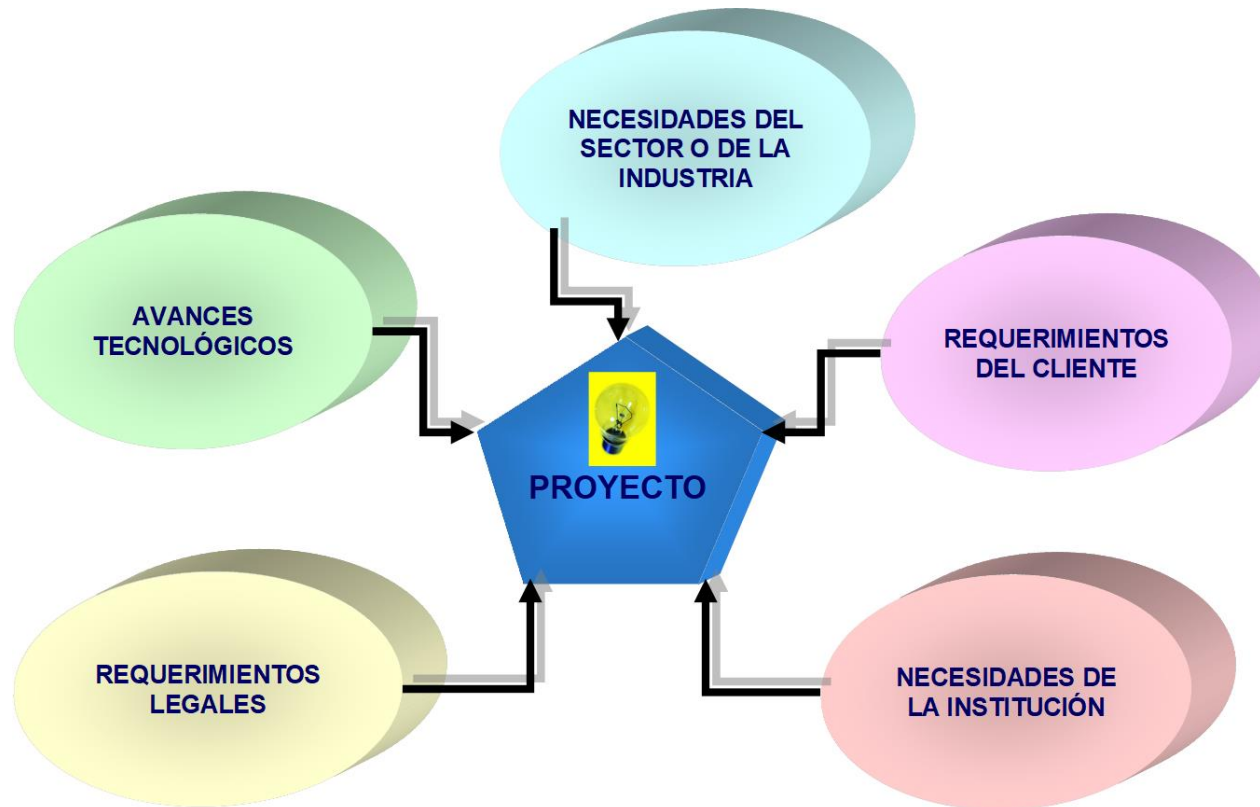 NECESIDADES DEL
SECTOR O DE LA
INDUSTRIA
AVANCES
TECNOLÓGICOS
REQUERIMIENTOS
DEL CLIENTE
PROYECTO
REQUERIMIENTOS
LEGALES
NECESIDADES DE
LA INSTITUCIÓN